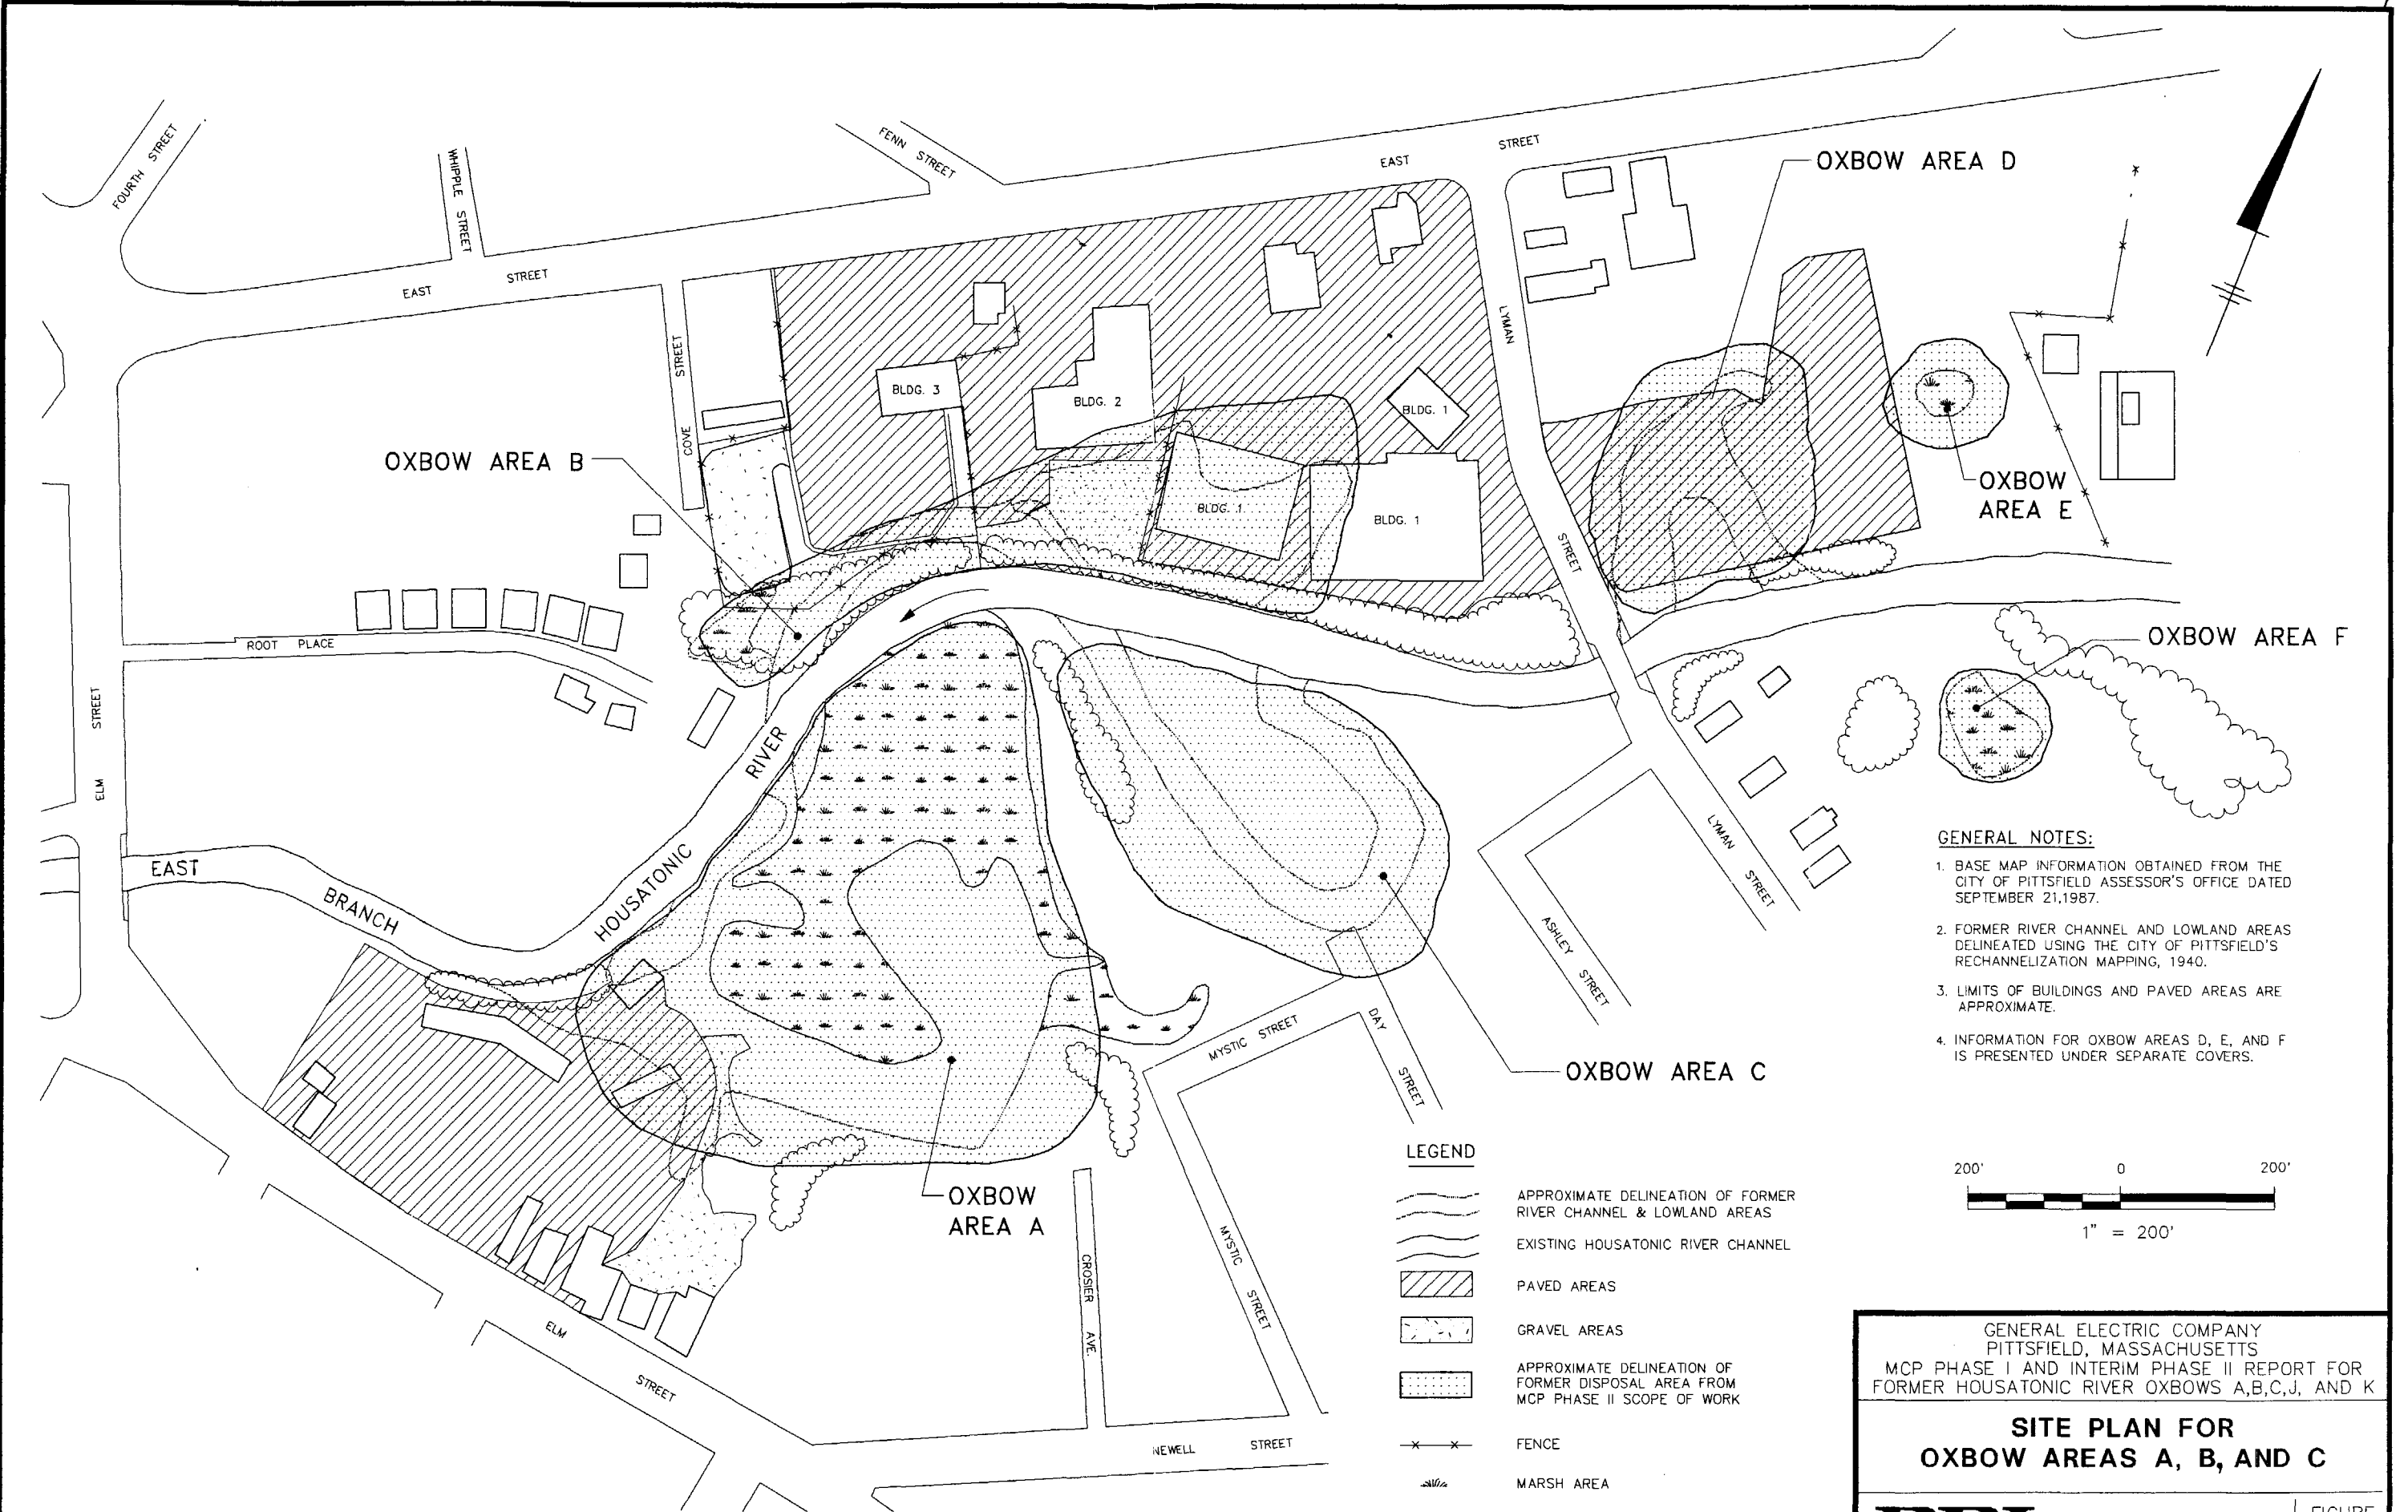 FOURTH STREET
WHIPPLE STREET
FENN STREET
EAST STREET
EAST STREET
OXBOW AREA D
LYMAN
STREET
COVE STREET
BLDG. 3
BLDG. 2
BLDG. 1
BLDG. 1
BLDG. 1
OXBOW AREA B
OXBOW
AREA E
OXBOW AREA F
ROOT PLACE
ELM STREET
EAST BRANCH HOUSATONIC RIVER
LYMAN STREET
ASHLEY STREET
MYSTIC STREET
DAY STREET
OXBOW AREA C
OXBOW
AREA A
CROSIER AVE.
MYSTIC STREET
ELM STREET
NEWELL STREET
GENERAL NOTES:
1. BASE MAP INFORMATION OBTAINED FROM THE
CITY OF PITTSFIELD ASSESSOR'S OFFICE DATED
SEPTEMBER 21,1987.
2. FORMER RIVER CHANNEL AND LOWLAND AREAS
DELINEATED USING THE CITY OF PITTSFIELD'S
RECHANNELIZATION MAPPING, 1940.
3. LIMITS OF BUILDINGS AND PAVED AREAS ARE
APPROXIMATE.
4. INFORMATION FOR OXBOW AREAS D, E, AND F
IS PRESENTED UNDER SEPARATE COVERS.
200' 0 200'
1" = 200'
LEGEND
APPROXIMATE DELINEATION OF FORMER
RIVER CHANNEL & LOWLAND AREAS
EXISTING HOUSATONIC RIVER CHANNEL
PAVED AREAS
GRAVEL AREAS
APPROXIMATE DELINEATION OF
FORMER DISPOSAL AREA FROM
MCP PHASE II SCOPE OF WORK
FENCE
MARSH AREA
GENERAL ELECTRIC COMPANY
PITTSFIELD, MASSACHUSETTS
MCP PHASE I AND INTERIM PHASE II REPORT FOR
FORMER HOUSATONIC RIVER OXBOWS A,B,C,J, AND K
SITE PLAN FOR
OXBOW AREAS A, B, AND C
FIGURE